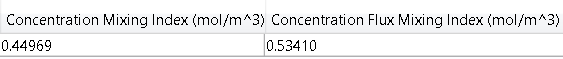 Concentration Mixing Index (mol/m^3) Concentration Flux Mixing Index (mol/m^3)
0.44969 0.53410